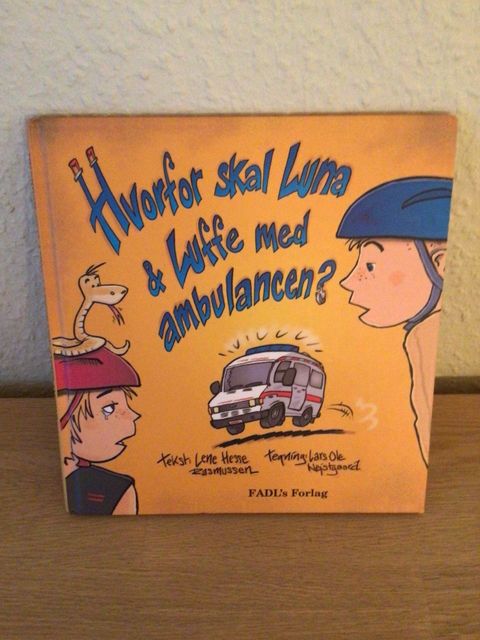 Hvorfor skal Luna
& Luffe med
ambulancen?
Tekst: Lene Hesse
Rasmussen
Tegning: Lars Ole
Nejstgaard
FADL's Forlag